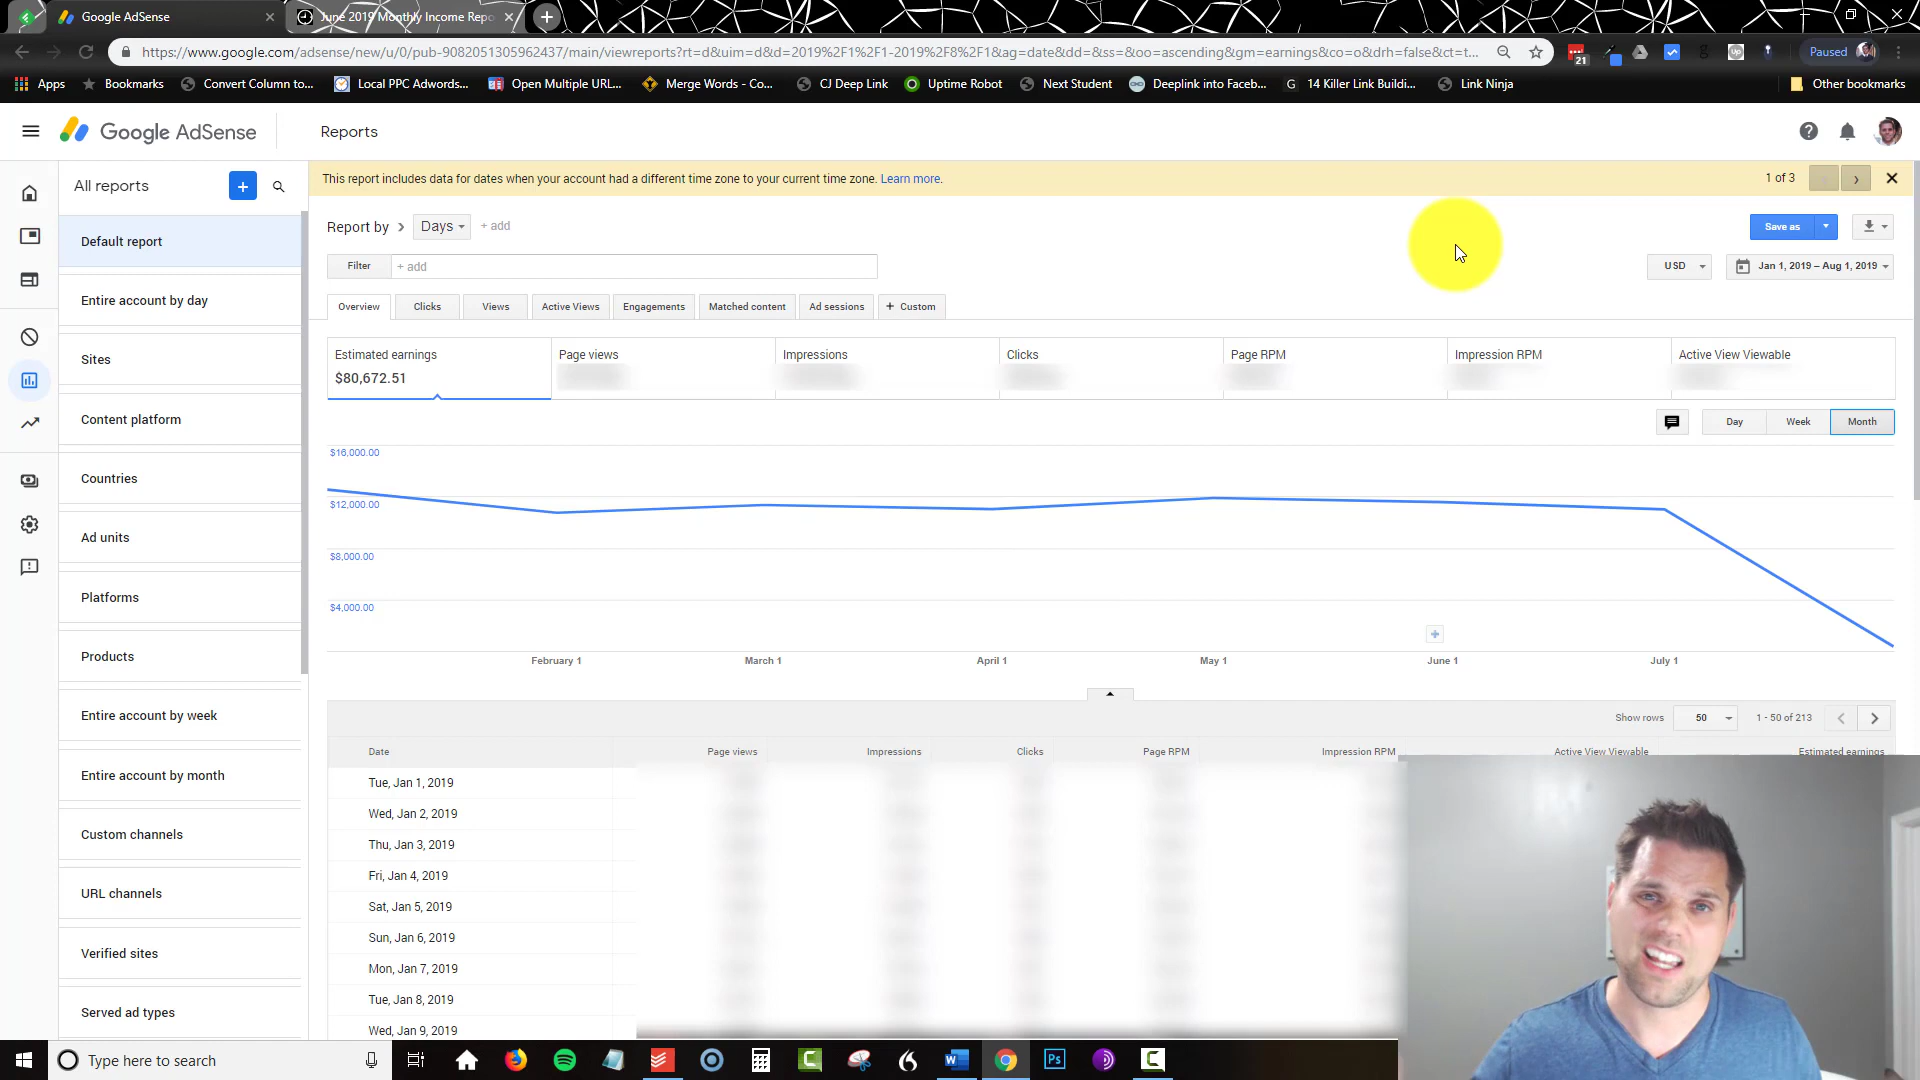 Google AdSense
June 2019 Monthly Income Repo
https://www.google.com/adsense/new/u/0/pub-9082051305962437/main/viewreports?rt=d&uim=d&d=2019%2F1%2F1-2019%2F8%2F1&ag=date&dd=&ss=&oo=ascending&gm=earnings&co=o&drh=false&ct=t...
21
Up
Paused
Apps
Bookmarks
Convert Column to...
Local PPC Adwords...
Open Multiple URL...
Merge Words - Co...
CJ Deep Link
Uptime Robot
Next Student
Deeplink into Faceb...
G 14 Killer Link Buildi...
Link Ninja
Other bookmarks
Google AdSense
Reports
All reports
+
This report includes data for dates when your account had a different time zone to your current time zone. Learn more.
1 of 3
Default report
Entire account by day
Sites
Content platform
Countries
Ad units
Platforms
Products
Entire account by week
Entire account by month
Custom channels
URL channels
Verified sites
Served ad types
Report by > Days + add
Save as
Filter + add
USD
Jan 1, 2019 – Aug 1, 2019
Overview
Clicks
Views
Active Views
Engagements
Matched content
Ad sessions
+ Custom
Estimated earnings
$80,672.51
Page views
Impressions
Clicks
Page RPM
Impression RPM
Active View Viewable
Day
Week
Month
$16,000.00
$12,000.00
$8,000.00
$4,000.00
February 1
March 1
April 1
May 1
June 1
July 1
Show rows 50 1 - 50 of 213
Date
Page views
Impressions
Clicks
Page RPM
Impression RPM
Active View Viewable
Estimated earnings
Tue, Jan 1, 2019
Wed, Jan 2, 2019
Thu, Jan 3, 2019
Fri, Jan 4, 2019
Sat, Jan 5, 2019
Sun, Jan 6, 2019
Mon, Jan 7, 2019
Tue, Jan 8, 2019
Wed, Jan 9, 2019
Type here to search
Ps